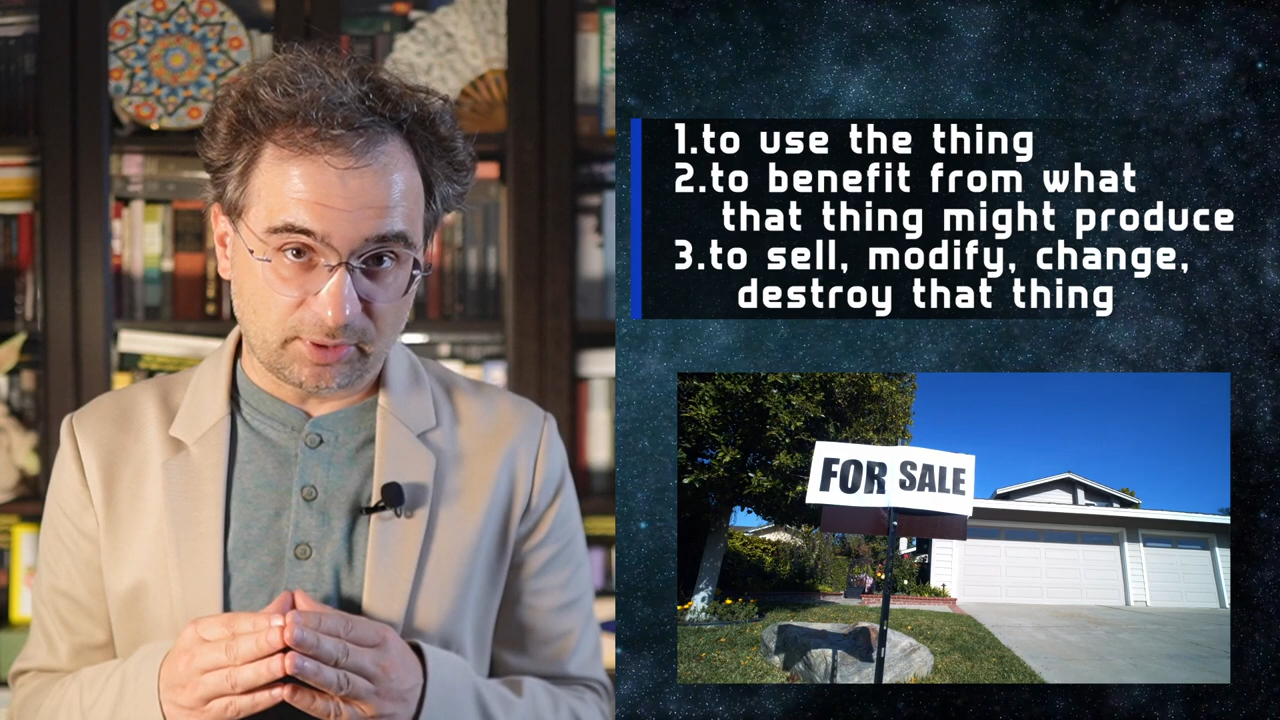 1.to use the thing
2.to benefit from what
that thing might produce
3.to sell, modify, change,
destroy that thing
FOR SALE